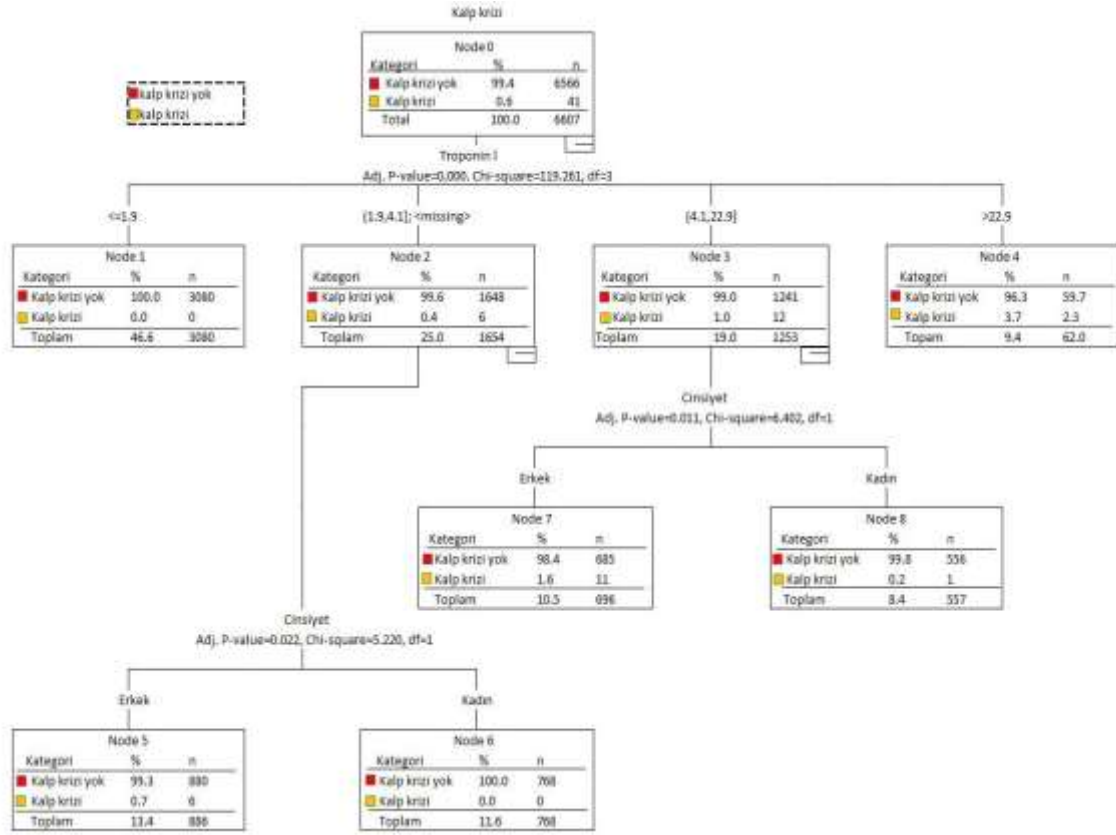 Kalp krizi
Node 0
Kategori % n
Kalp krizi yok 99.4 6566
Kalp krizi 0.6 41
Total 100.0 6607
kalp krizi yok
kalp krizi
Troponin I
Adj. P-value=0.000. Chi-square=119.261, df=3
<=1.9
(1.9,4.1]; <missing>
(4.1,22.9]
>22.9
Node 1
Kategori % n
Kalp krizi yok 100.0 3080
Kalp krizi 0.0 0
Toplam 46.6 3080
Node 2
Kategori % n
Kalp krizi yok 99.6 1648
Kalp krizi 0.4 6
Toplam 25.0 1654
Node 3
Kategori % n
Kalp krizi yok 99.0 1241
Kalp krizi 1.0 12
Toplam 19.0 1253
Node 4
Kategori % n
Kalp krizi yok 96.3 59.7
Kalp krizi 3.7 2.3
Topam 9.4 62.0
Cinsiyet
Adj. P-value=0.011, Chi-square=6.402, df=1
Erkek
Kadın
Node 7
Kategori % n
Kalp krizi yok 98.4 685
Kalp krizi 1.6 11
Toplam 10.5 696
Node 8
Kategori % n
Kalp krizi yok 99.8 556
Kalp krizi 0.2 1
Toplam 8.4 557
Cinsiyet
Adj. P-value=0.022, Chi-square=5.220, df=1
Erkek
Kadın
Node 5
Kategori % n
Kalp krizi yok 99.3 880
Kalp krizi 0.7 6
Toplam 13.4 886
Node 6
Kategori % n
Kalp krizi yok 100.0 768
Kalp krizi 0.0 0
Toplam 11.6 768